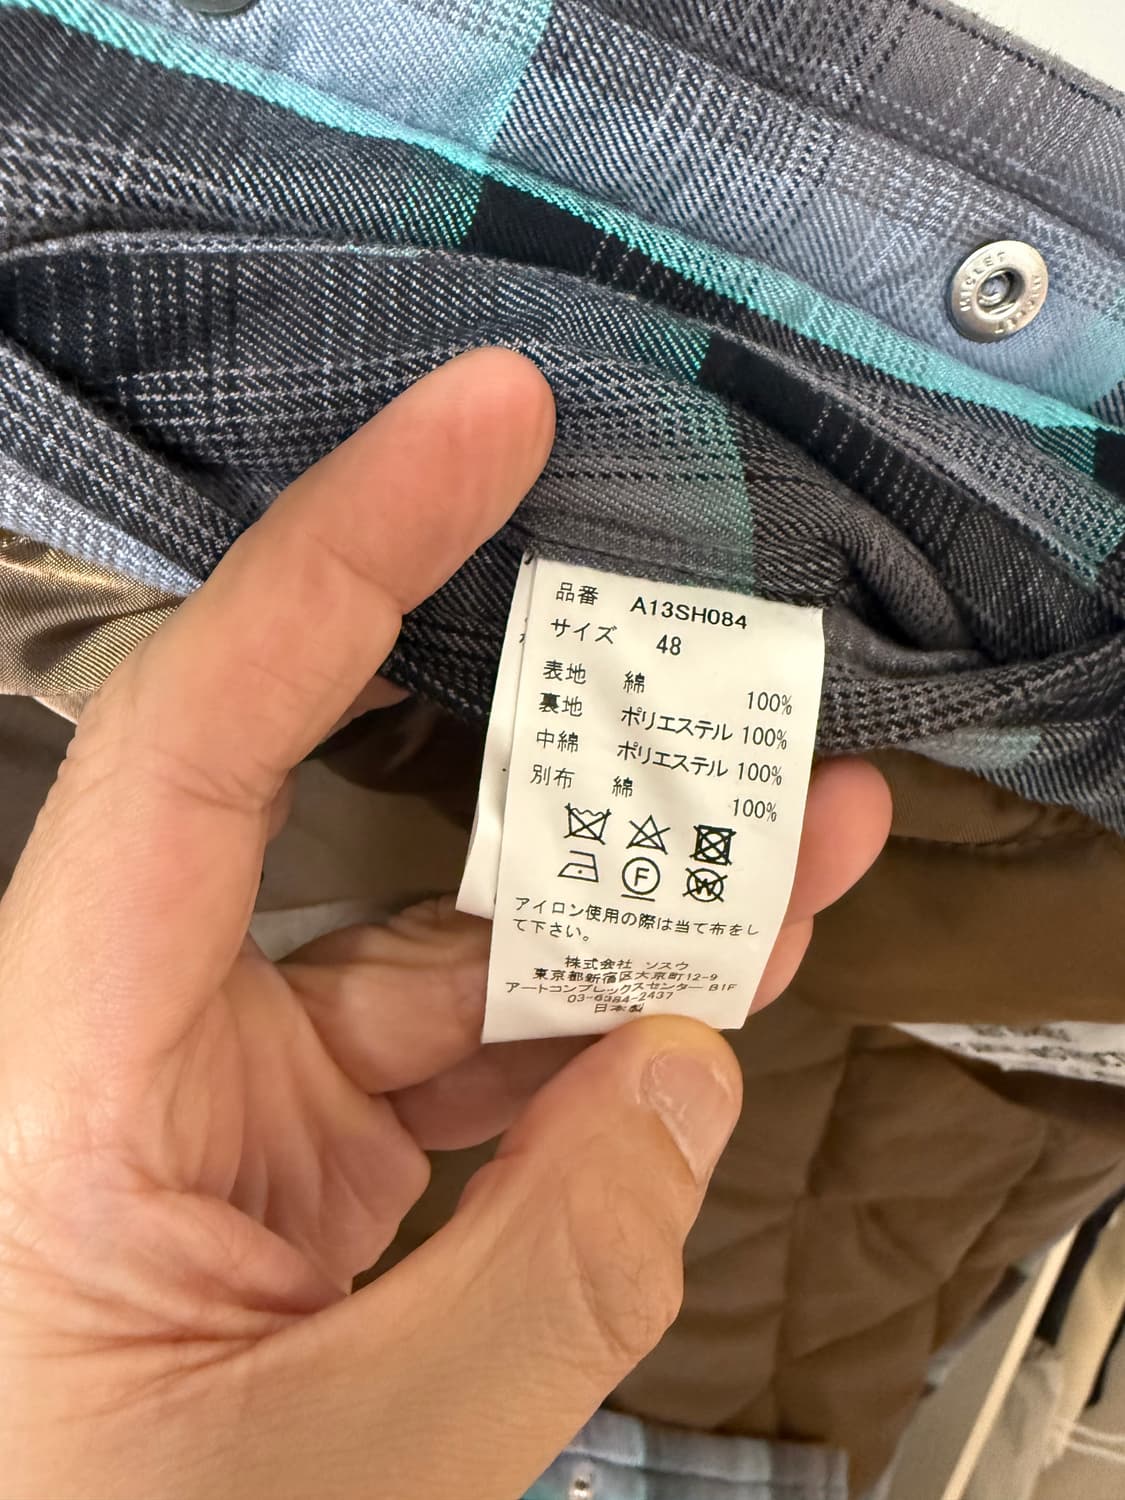 品番 A13SH084
サイズ 48
表地 綿 100%
裏地 ポリエステル 100%
中綿 ポリエステル 100%
別布 綿 100%
F
W
アイロン使用の際は当て布をし
て下さい。
株式会社 ソスウ
東京都新宿区大京町12-9
アートコンプレックスセンター B1F
03-6384-2437
日本製